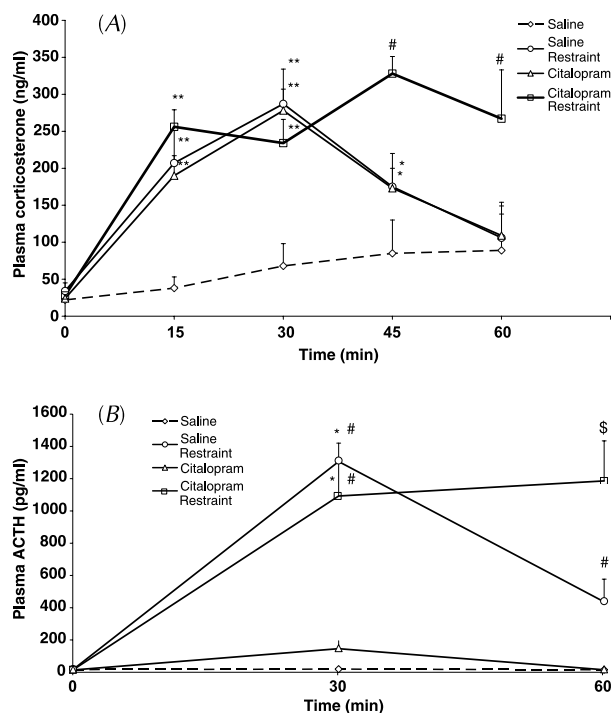 (A)
Plasma corticosterone (ng/ml)
400
350
300
250
200
150
100
50
0
**
**
**
**
**
**
#
*
*
#
Saline
Saline
Restraint
Citalopram
Citalopram
Restraint
0 15 30 45 60
Time (min)
(B)
Plasma ACTH (pg/ml)
1600
1400
1200
1000
800
600
400
200
0
Saline
Saline
Restraint
Citalopram
Citalopram
Restraint
* #
* #
$
#
0 30 60
Time (min)